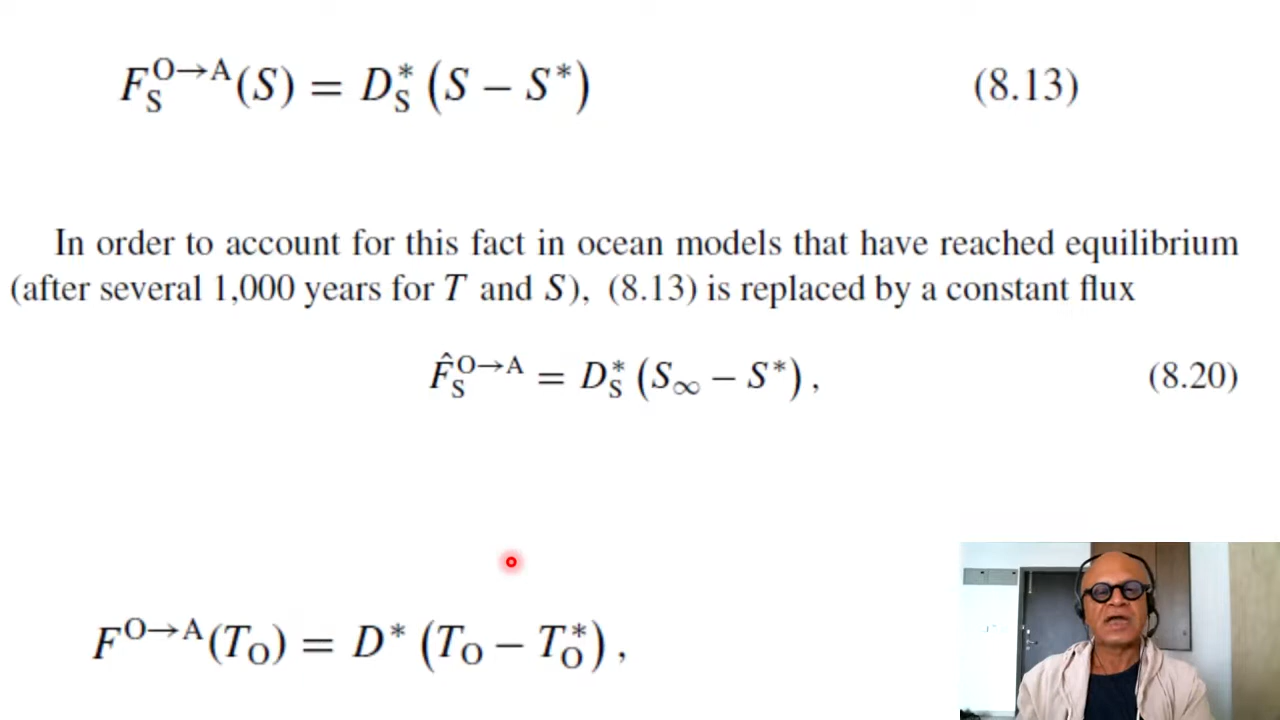 F_S^{O→A}(S) = D_S^* (S − S^*) (8.13)
In order to account for this fact in ocean models that have reached equilibrium
(after several 1,000 years for T and S), (8.13) is replaced by a constant flux
F̂_S^{O→A} = D_S^* (S_∞ − S^*), (8.20)
F^{O→A}(T_O) = D^* (T_O − T_O^*),